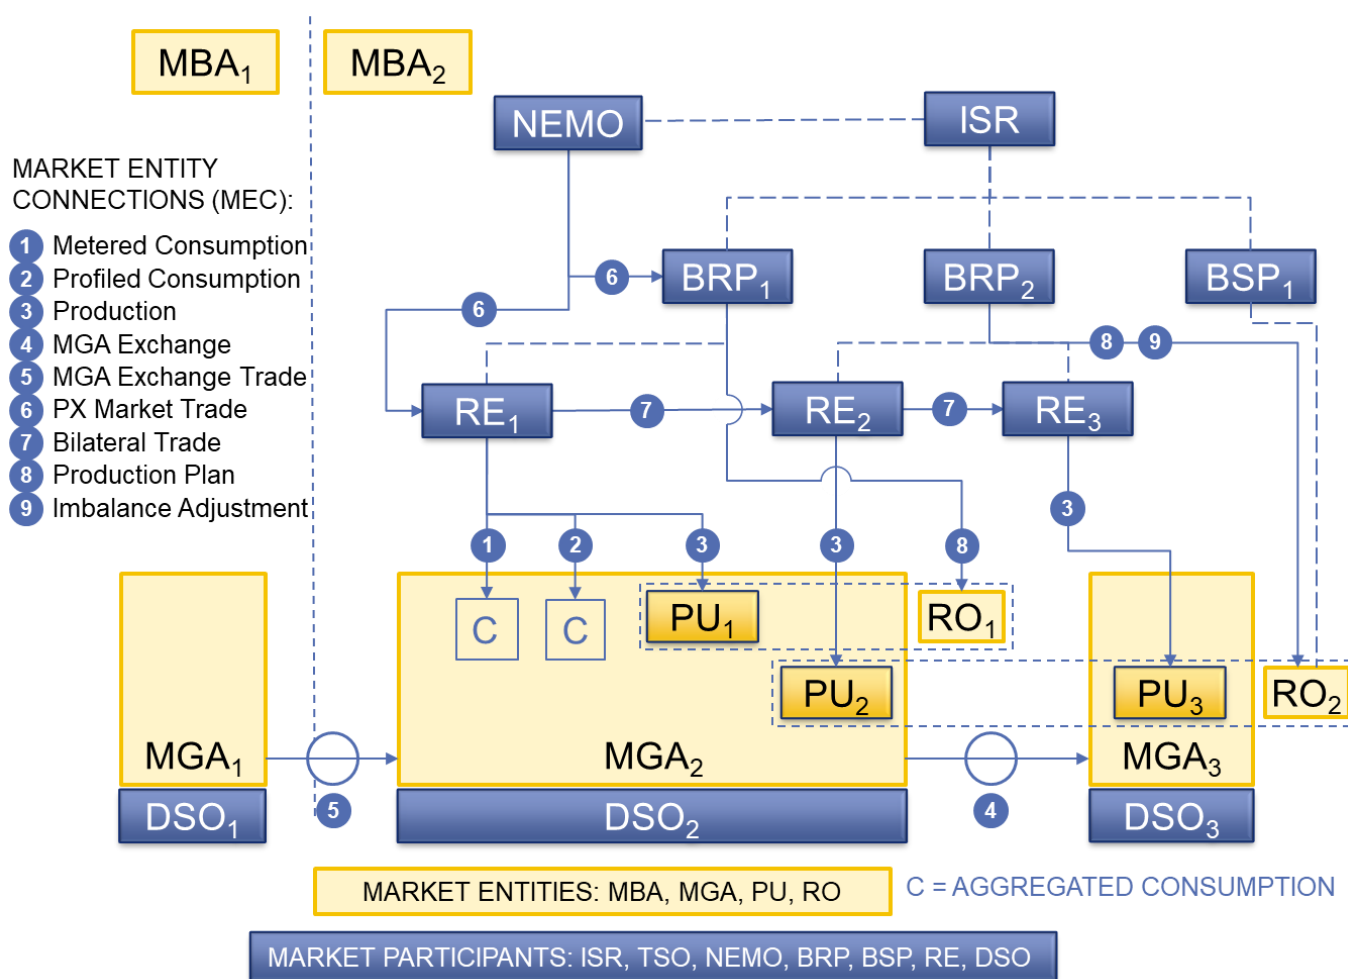 MBA1
MBA2
NEMO
ISR
MARKET ENTITY
CONNECTIONS (MEC):
1 Metered Consumption
2 Profiled Consumption
3 Production
4 MGA Exchange
5 MGA Exchange Trade
6 PX Market Trade
7 Bilateral Trade
8 Production Plan
9 Imbalance Adjustment
6
BRP1
BRP2
BSP1
6
8
9
RE1
7
RE2
7
RE3
3
1
2
3
3
8
C
C
PU1
RO1
PU2
PU3
RO2
MGA1
MGA2
MGA3
5
4
DSO1
DSO2
DSO3
MARKET ENTITIES: MBA, MGA, PU, RO
C = AGGREGATED CONSUMPTION
MARKET PARTICIPANTS: ISR, TSO, NEMO, BRP, BSP, RE, DSO